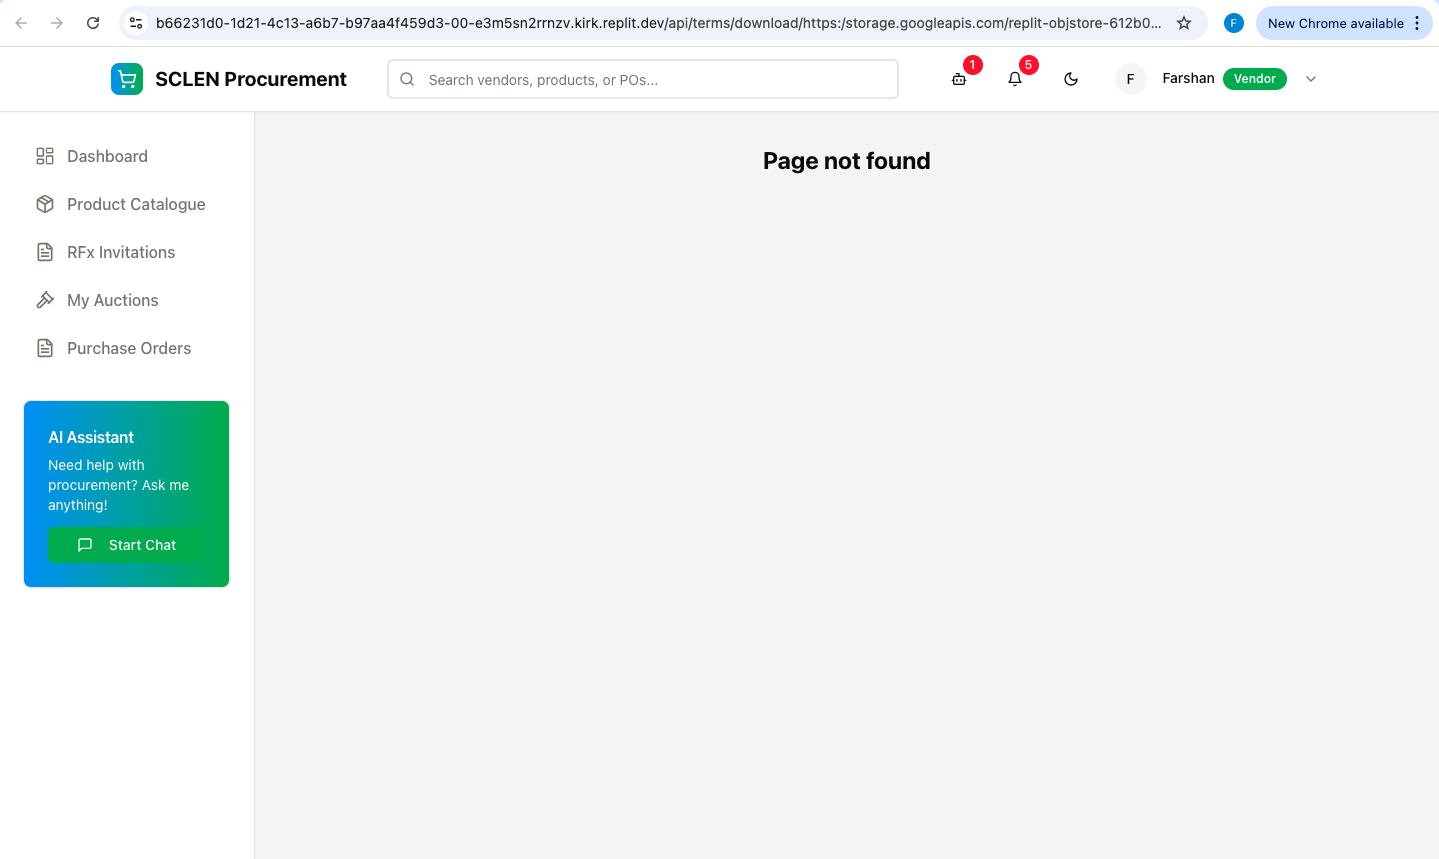 b66231d0-1d21-4c13-a6b7-b97aa4f459d3-00-e3m5sn2rrnzv.kirk.replit.dev/api/terms/download/https:/storage.googleapis.com/replit-objstore-612b0...
F
New Chrome available
SCLEN Procurement
Search vendors, products, or POs...
1
5
F
Farshan
Vendor
Dashboard
Product Catalogue
RFx Invitations
My Auctions
Purchase Orders
AI Assistant
Need help with
procurement? Ask me
anything!
Start Chat
Page not found